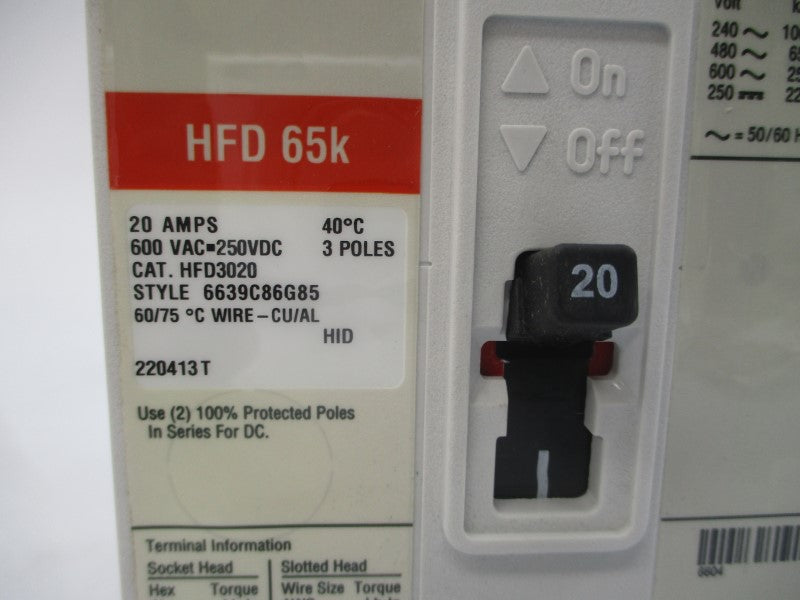 HFD 65k
20 AMPS 40°C
600 VAC■250VDC 3 POLES
CAT. HFD3020
STYLE 6639C86G85
60/75 °C WIRE–CU/AL
HID
220413T
Use (2) 100% Protected Poles
In Series For DC.
Terminal Information
Socket Head Slotted Head
Hex Torque Wire Size Torque
On
Off
20
Volt
240 ∼
480 ∼
600 ∼
250 ⎓
∼ = 50/60